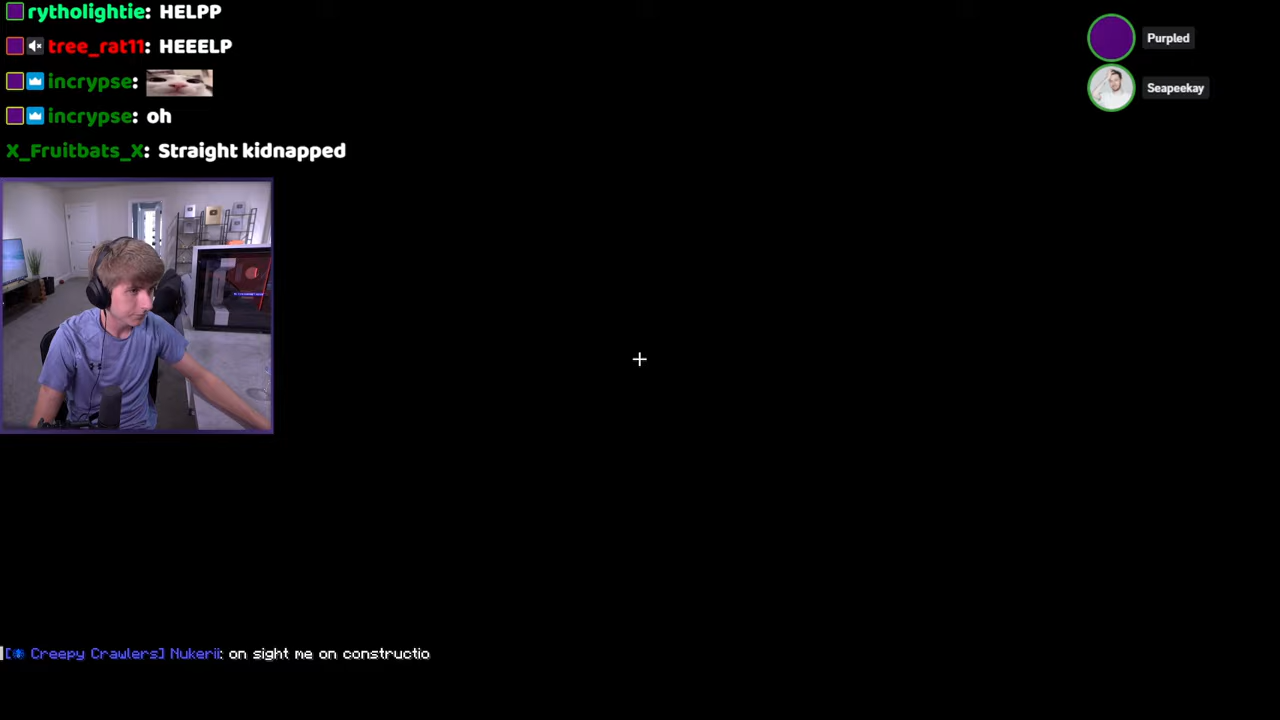 rytholightie: HELPP
tree_rat11: HEEELP
incrypse:
incrypse: oh
X_Fruitbats_X: Straight kidnapped
Purpled
Seapeekay
[ Creepy Crawlers] Nukerii: on sight me on constructio